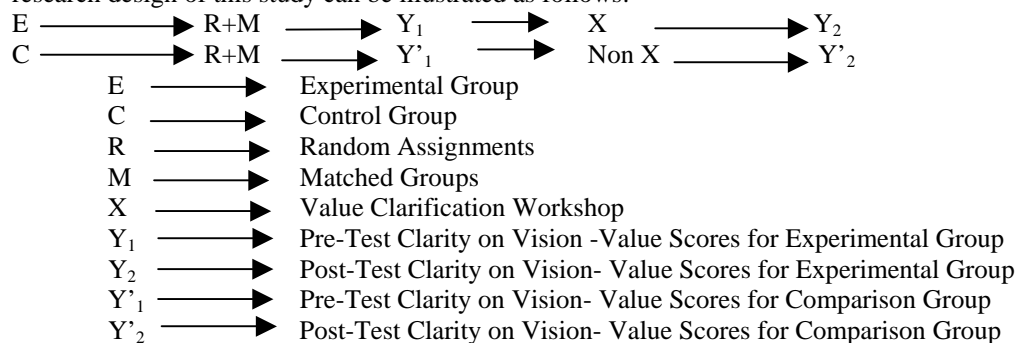 research design of this study can be illustrated as follows:
E R+M Y₁ X Y₂
C R+M Y'₁ Non X Y'₂
E Experimental Group
C Control Group
R Random Assignments
M Matched Groups
X Value Clarification Workshop
Y₁ Pre-Test Clarity on Vision -Value Scores for Experimental Group
Y₂ Post-Test Clarity on Vision- Value Scores for Experimental Group
Y'₁ Pre-Test Clarity on Vision- Value Scores for Comparison Group
Y'₂ Post-Test Clarity on Vision- Value Scores for Comparison Group